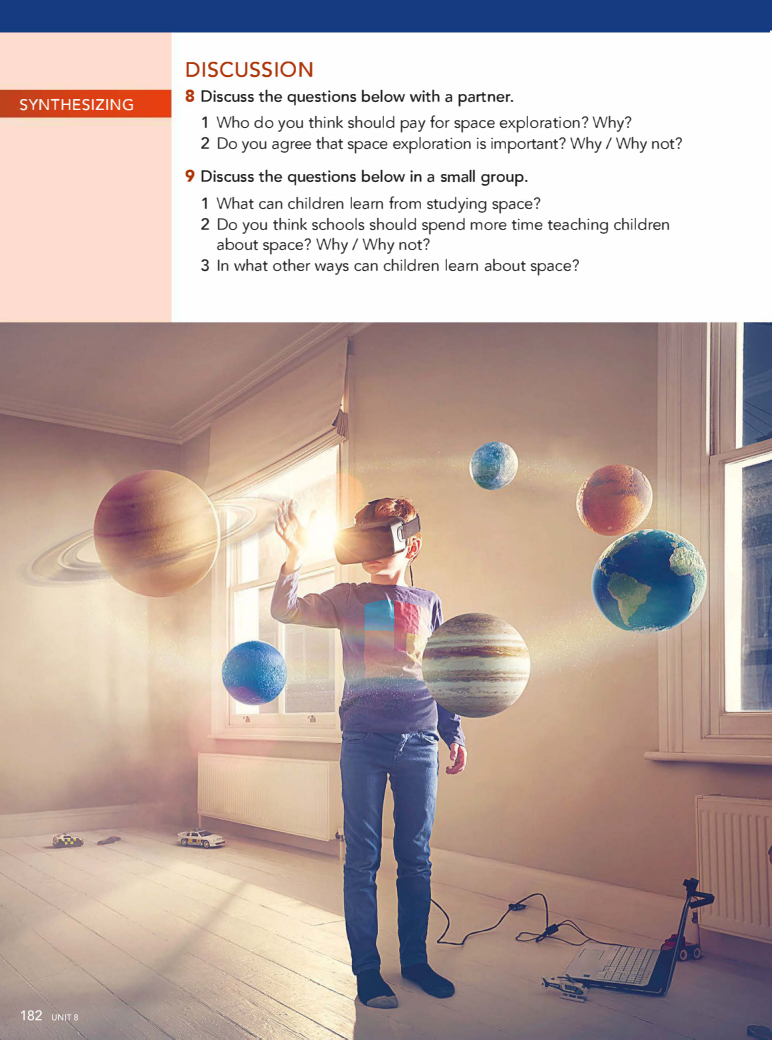 DISCUSSION
SYNTHESIZING
8 Discuss the questions below with a partner.
1 Who do you think should pay for space exploration? Why?
2 Do you agree that space exploration is important? Why / Why not?
9 Discuss the questions below in a small group.
1 What can children learn from studying space?
2 Do you think schools should spend more time teaching children
about space? Why / Why not?
3 In what other ways can children learn about space?
182 UNIT 8